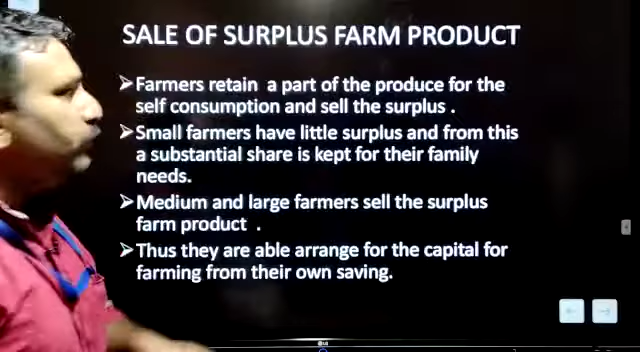 SALE OF SURPLUS FARM PRODUCT
➤Farmers retain a part of the produce for the
self consumption and sell the surplus .
➤Small farmers have little surplus and from this
a substantial share is kept for their family
needs.
➤Medium and large farmers sell the surplus
farm product .
➤Thus they are able arrange for the capital for
farming from their own saving.
LG